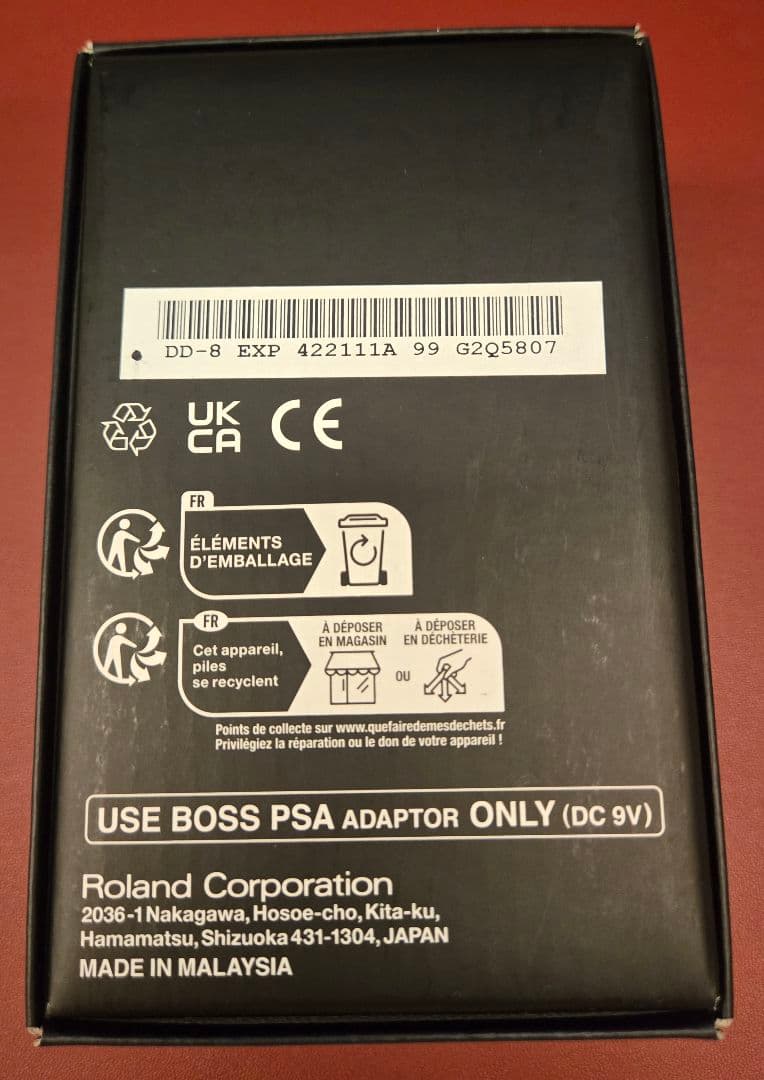 DD-8 EXP 422111A 99 G2Q5807
UK
CA
CE
FR
ÉLÉMENTS
D'EMBALLAGE
FR
Cet appareil,
piles
se recyclent
À DÉPOSER
EN MAGASIN
OU
À DÉPOSER
EN DÉCHÈTERIE
Points de collecte sur www.quefairedemesdechets.fr
Privilégiez la réparation ou le don de votre appareil !
USE BOSS PSA ADAPTOR ONLY (DC 9V)
Roland Corporation
2036-1 Nakagawa, Hosoe-cho, Kita-ku,
Hamamatsu, Shizuoka 431-1304, JAPAN
MADE IN MALAYSIA